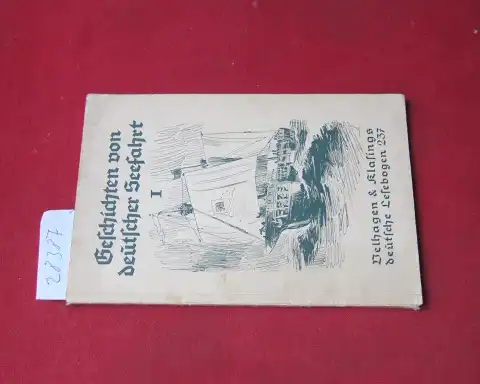 Geschichten von
deutscher Seefahrt
I
Velhagen & Klasings
deutsche Lesebogen 237
28387